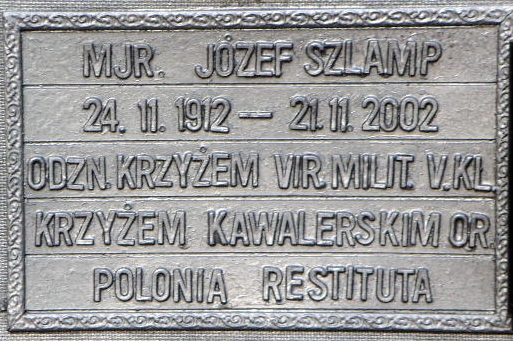 MJR. JÓZEF SZLAMP
24.11.1912 — 21.11.2002
ODZN. KRZYŻEM VIR. MILIT. V.KL.
KRZYŻEM KAWALERSKIM OR.
POLONIA RESTITUTA